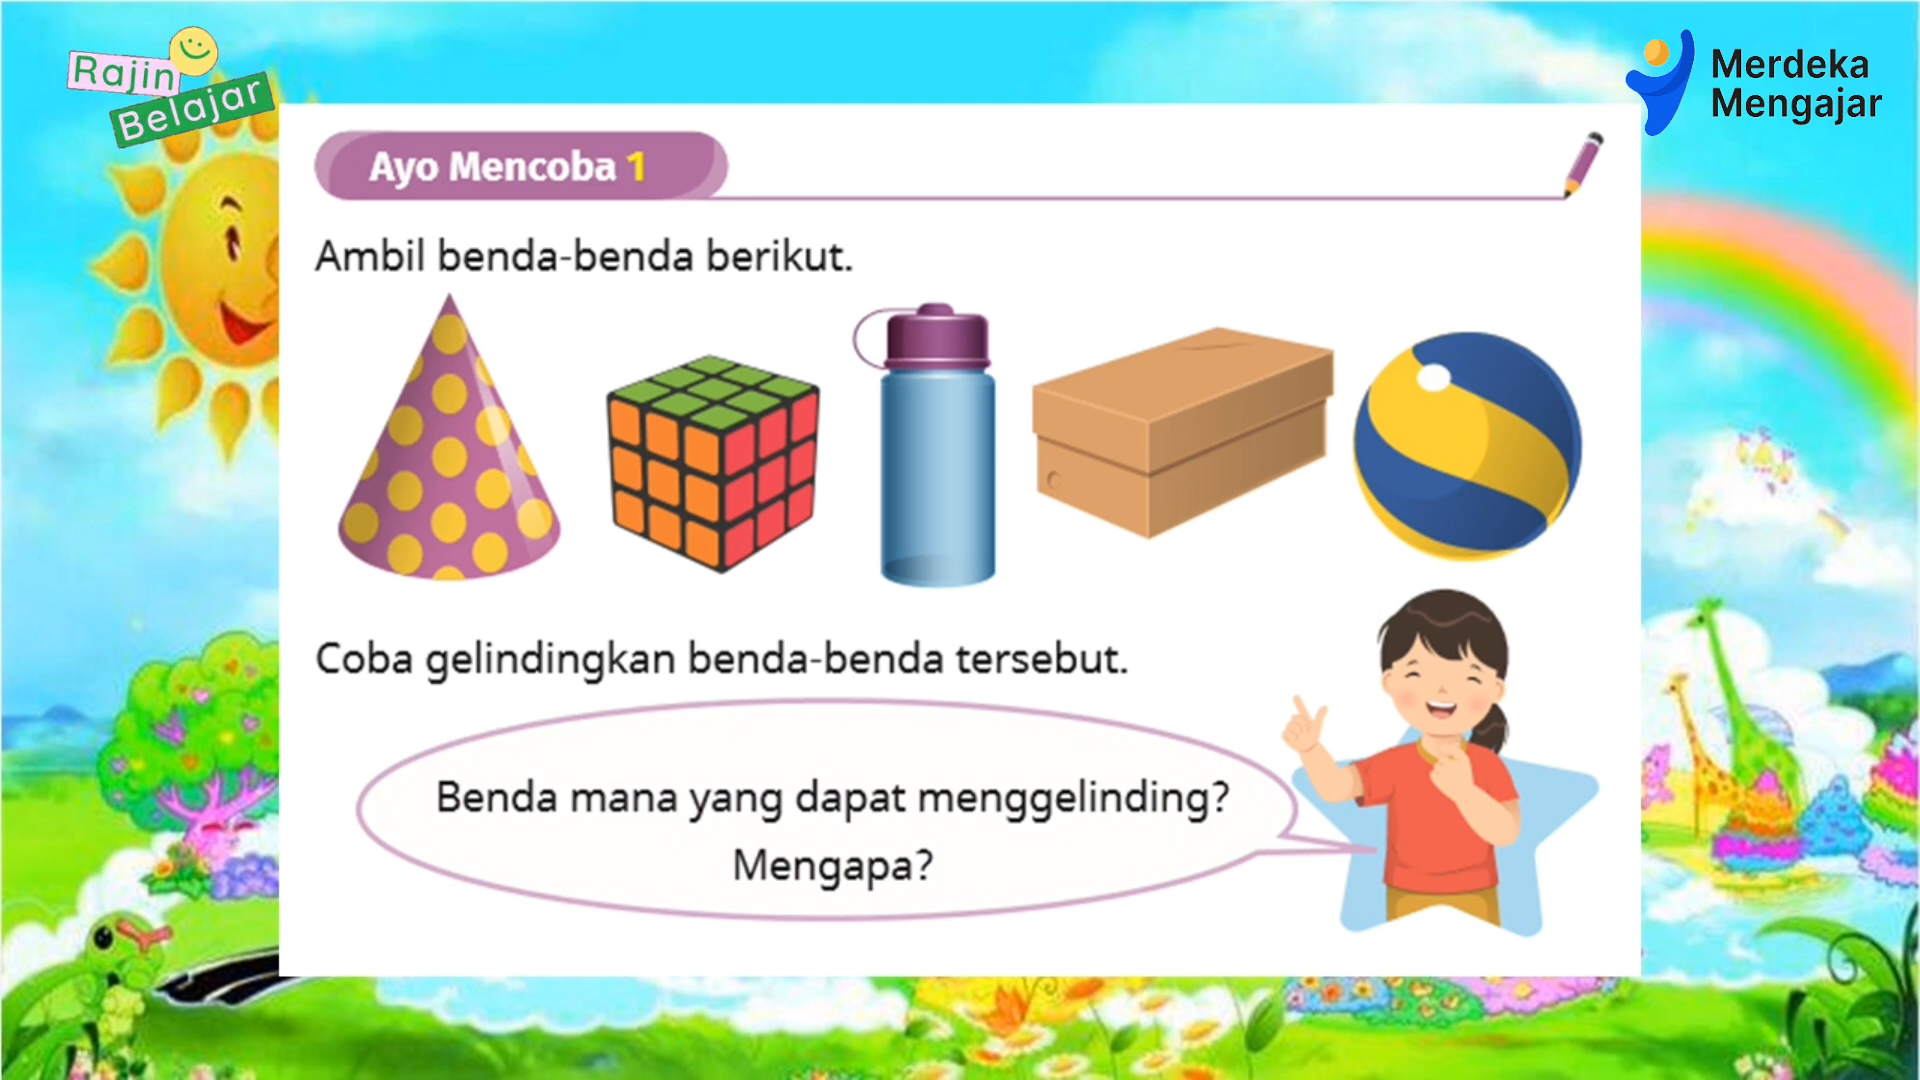 Rajin
Belajar
Merdeka
Mengajar
Ayo Mencoba 1
Ambil benda-benda berikut.
Coba gelindingkan benda-benda tersebut.
Benda mana yang dapat menggelinding?
Mengapa?